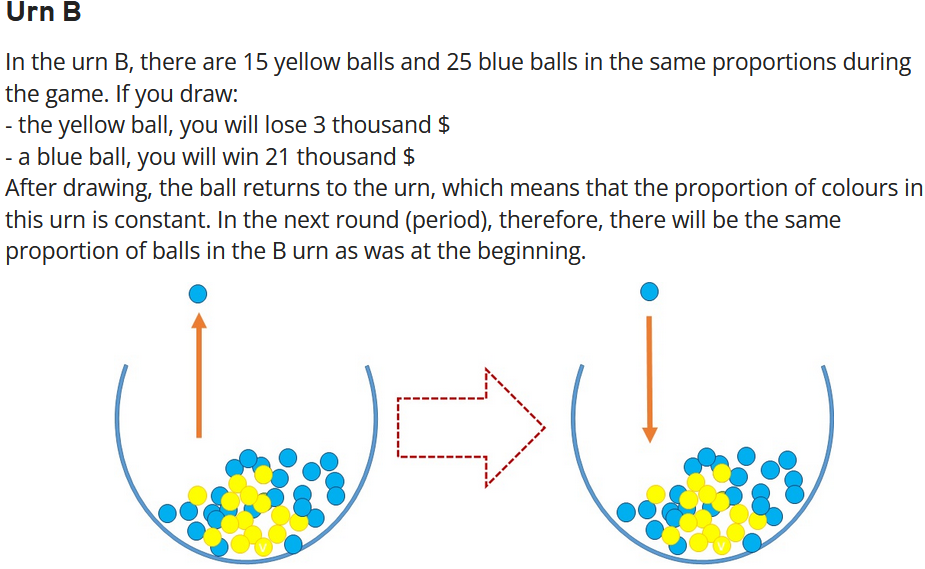 Urn B
In the urn B, there are 15 yellow balls and 25 blue balls in the same proportions during
the game. If you draw:
- the yellow ball, you will lose 3 thousand $
- a blue ball, you will win 21 thousand $
After drawing, the ball returns to the urn, which means that the proportion of colours in
this urn is constant. In the next round (period), therefore, there will be the same
proportion of balls in the B urn as was at the beginning.
V
V